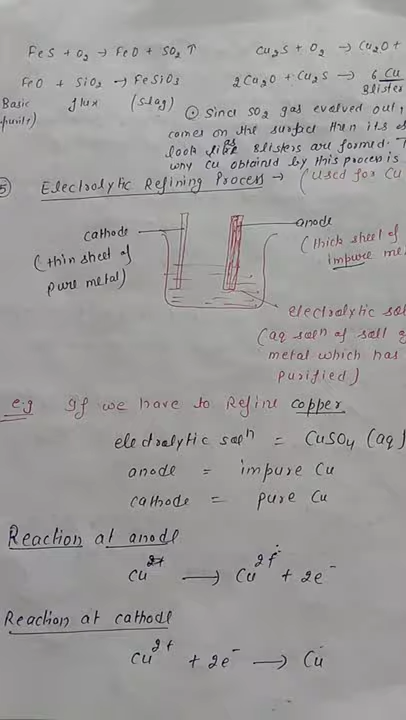 FeS + O₂ → FeO + SO₂ ↑
Cu₂S + O₂ → Cu₂O +
FeO + SiO₂ → FeSiO₃
2Cu₂O + Cu₂S → 6 Cu
Basic flux (slag)
Blister
⊙ Since SO₂ gas evolved out,
comes on the surface then its
look like as Blisters are formed.
why Cu obtained by this process is
5 Electrolytic Refining Process → (Used for Cu
cathode
(thin sheet of
pure metal)
anode
(thick sheet of
impure me
electrolytic sol
(aq solⁿ of salt of
metal which has
purified)
e.g If we have to Refine copper
electrolytic solⁿ = CuSO₄ (aq)
anode = impure Cu
cathode = pure Cu
Reaction at anode
Cu → Cu²⁺ + 2e⁻
Reaction at cathode
Cu²⁺ + 2e⁻ → Cu